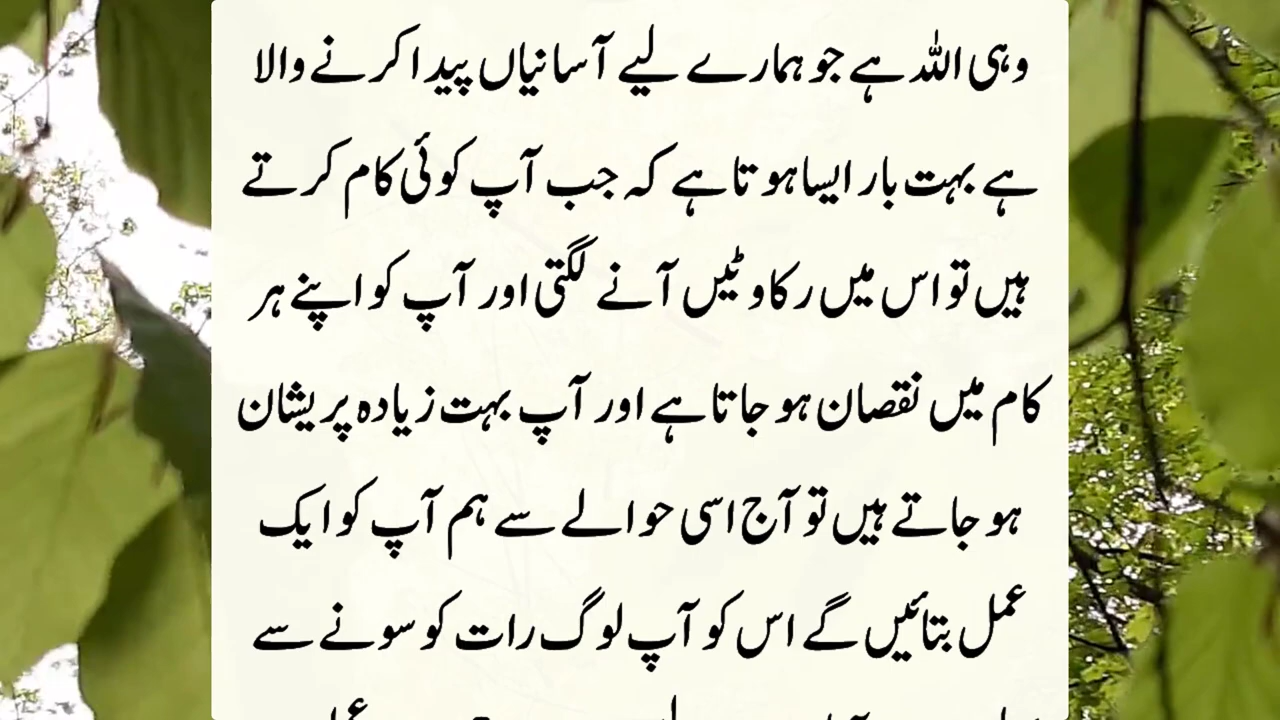 وہی اللہ ہے جو ہمارے لیے آسانیاں پیدا کرنے والا
ہے بہت بار ایسا ہوتا ہے کہ جب آپ کوئی کام کرتے
ہیں تو اس میں رکاوٹیں آنے لگتی اور آپ کو اپنے ہر
کام میں نقصان ہو جاتا ہے اور آپ بہت زیادہ پریشان
ہو جاتے ہیں تو آج اسی حوالے سے ہم آپ کو ایک
عمل بتائیں گے اس کو آپ لوگ رات کو سونے سے